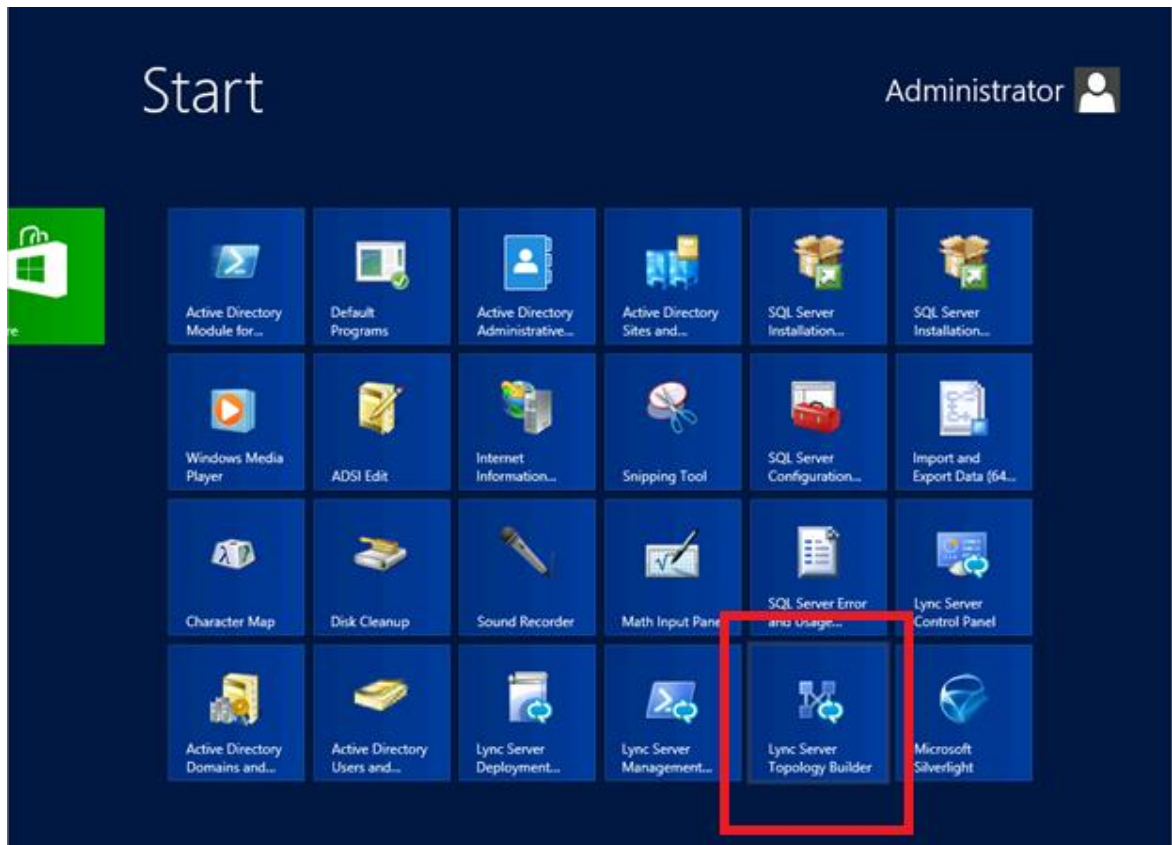 Start
Administrator
re
Active Directory
Module for...
Default
Programs
Active Directory
Administrative...
Active Directory
Sites and...
SQL Server
Installation...
SQL Server
Installation...
Windows Media
Player
ADSI Edit
Internet
Information...
Snipping Tool
SQL Server
Configuration...
Import and
Export Data (64...
Character Map
Disk Cleanup
Sound Recorder
Math Input Pane
SQL Server Error
and Usage...
Lync Server
Control Panel
Active Directory
Domains and...
Active Directory
Users and...
Lync Server
Deployment...
Lync Server
Management...
Lync Server
Topology Builder
Microsoft
Silverlight